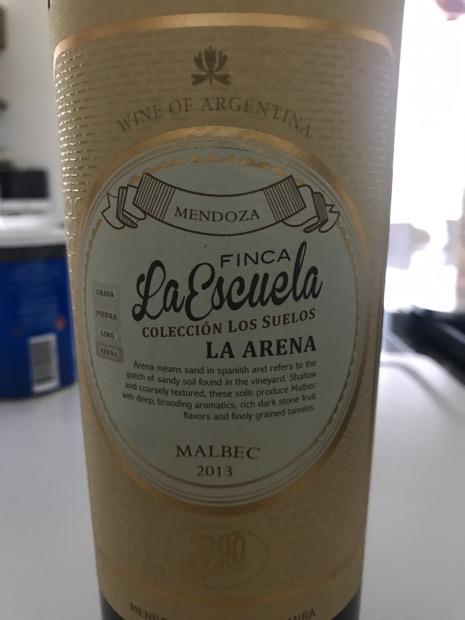 WINE OF ARGENTINA
MENDOZA
FINCA
La Escuela
COLECCIÓN LOS SUELOS
LA ARENA
GRAVA
PIEDRA
LIMO
ARENA
Arena means sand in spanish and refers to the
patch of sandy soil found in the vineyard. Shallow
and coarsely textured, these soils produce Malbec
with deep, brooding aromatics, rich dark stone fruit
flavors and finely grained tannins.
MALBEC
2013